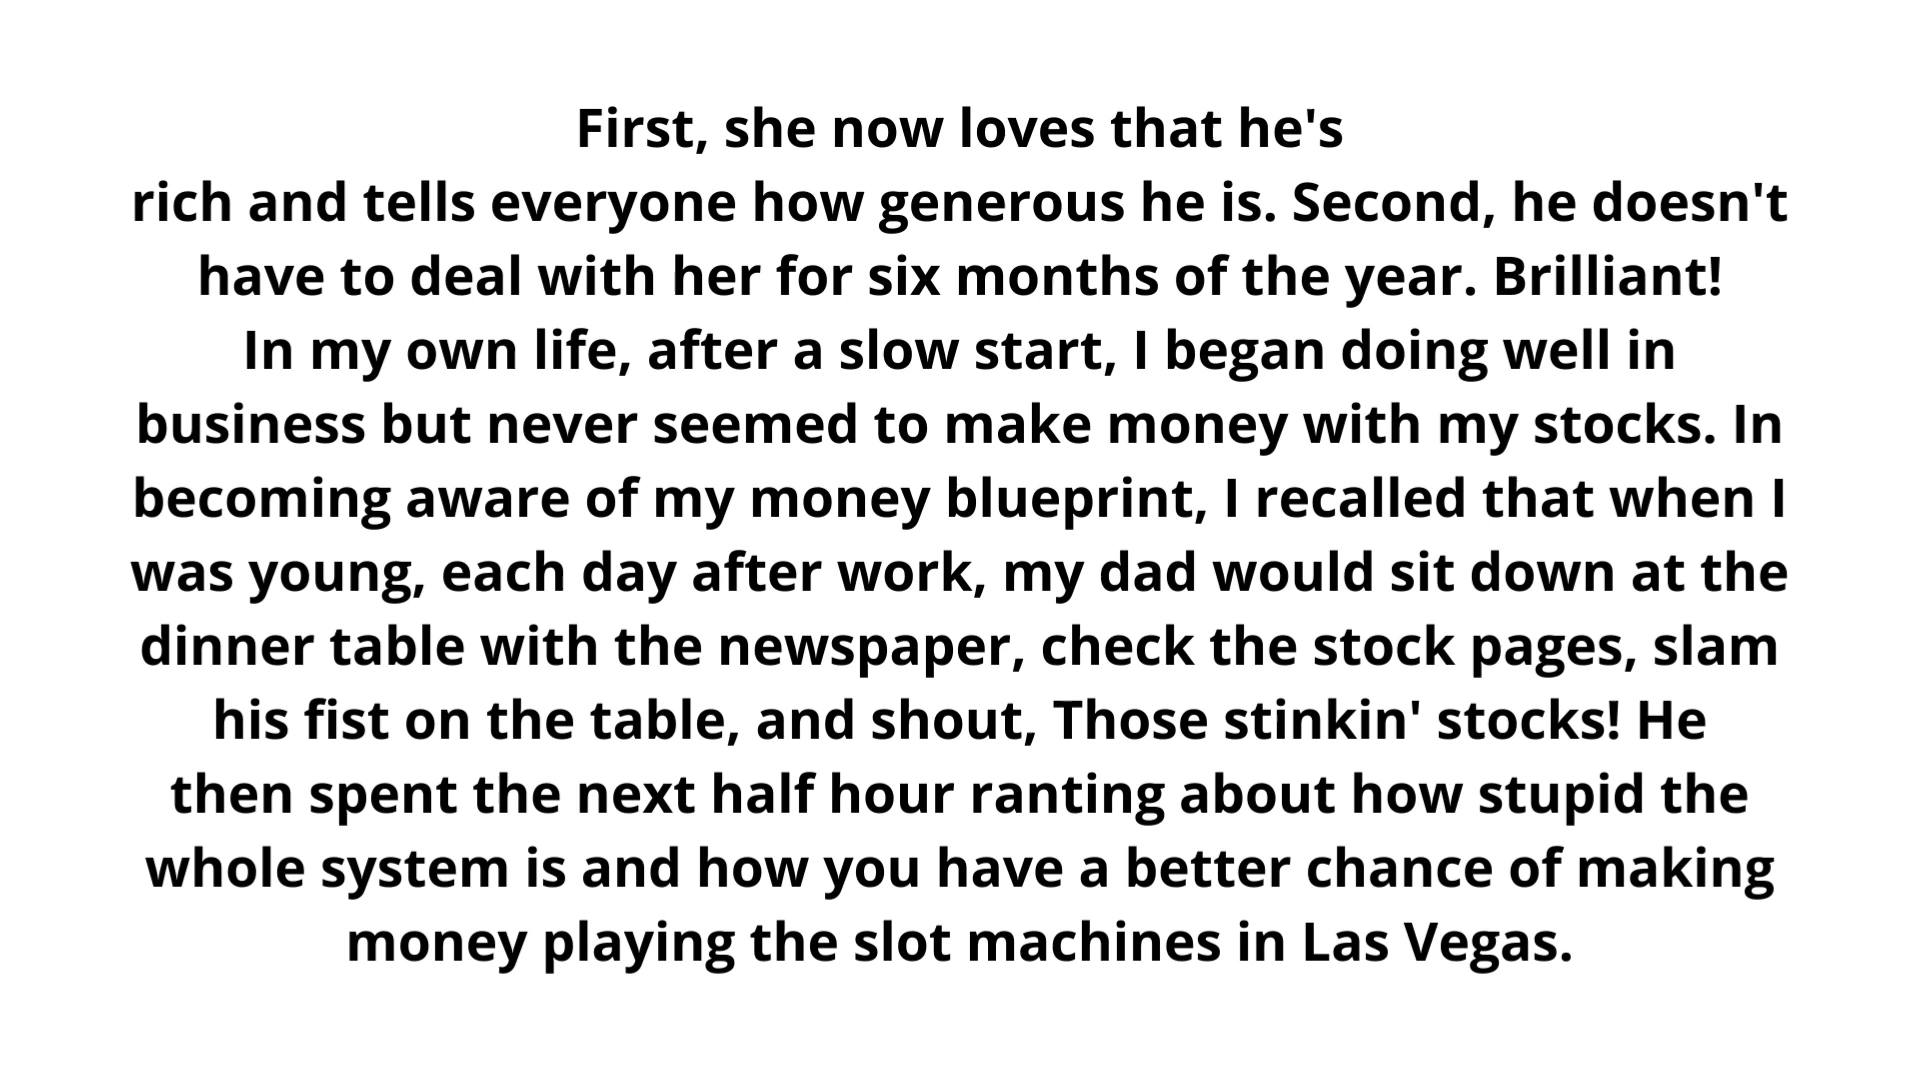 First, she now loves that he's
rich and tells everyone how generous he is. Second, he doesn't
have to deal with her for six months of the year. Brilliant!
In my own life, after a slow start, I began doing well in
business but never seemed to make money with my stocks. In
becoming aware of my money blueprint, I recalled that when I
was young, each day after work, my dad would sit down at the
dinner table with the newspaper, check the stock pages, slam
his fist on the table, and shout, Those stinkin' stocks! He
then spent the next half hour ranting about how stupid the
whole system is and how you have a better chance of making
money playing the slot machines in Las Vegas.